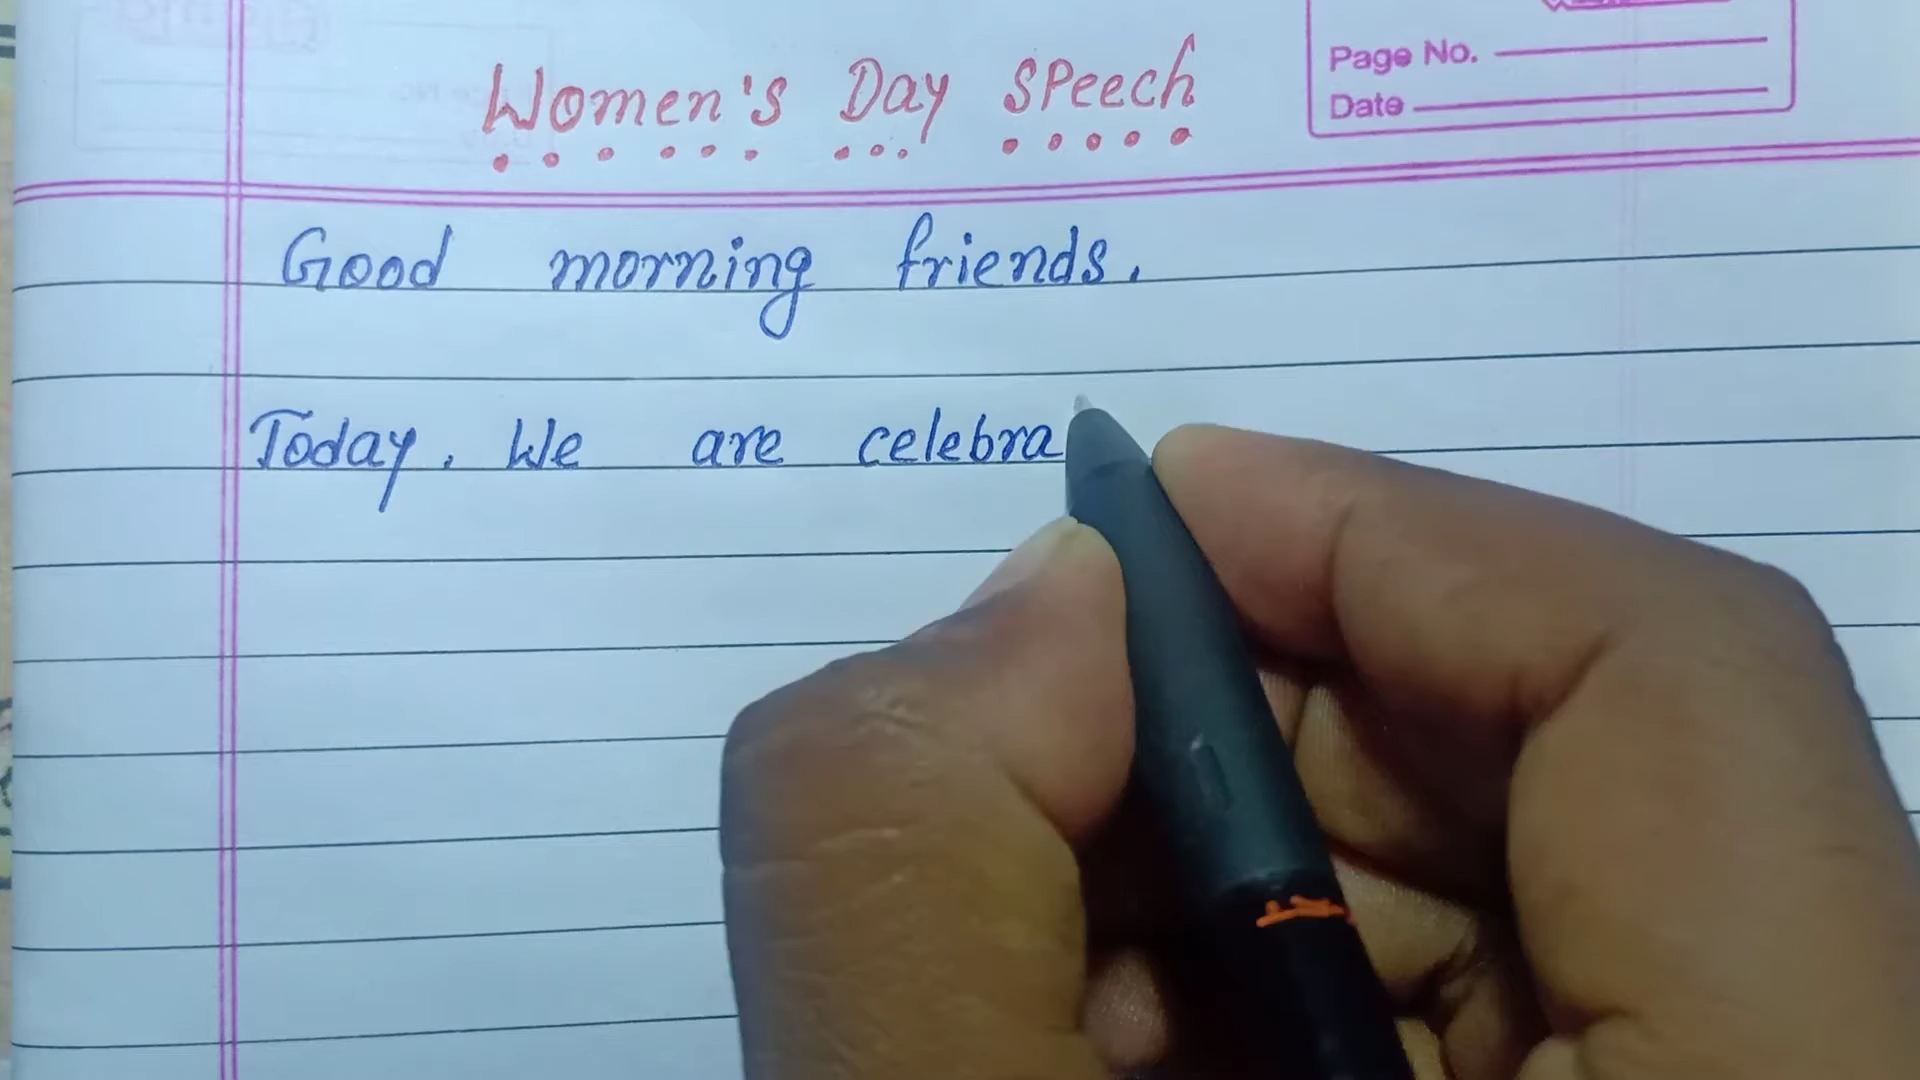 Page No.
Date
Women's Day Speech
Good morning friends.
Today, We are celebra